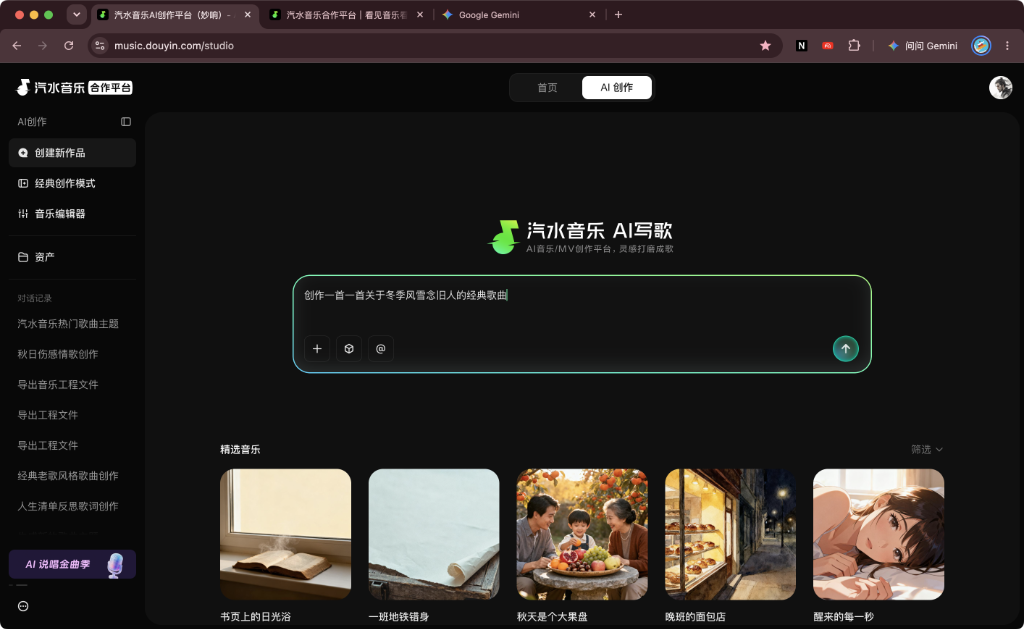 汽水音乐AI创作平台（妙响）-
汽水音乐合作平台｜看见音乐看
Google Gemini
music.douyin.com/studio
问问 Gemini
汽水音乐 合作平台
首页
AI 创作
AI创作
创建新作品
经典创作模式
音乐编辑器
资产
对话记录
汽水音乐热门歌曲主题
秋日伤感情歌创作
导出音乐工程文件
导出工程文件
导出工程文件
经典老歌风格歌曲创作
人生清单反思歌词创作
AI 说唱金曲季
汽水音乐 AI写歌
AI音乐/MV创作平台，灵感打磨成歌
创作一首一首关于冬季风雪念旧人的经典歌曲
精选音乐
筛选
书页上的日光浴
一班地铁错身
秋天是个大果盘
晚班的面包店
醒来的每一秒